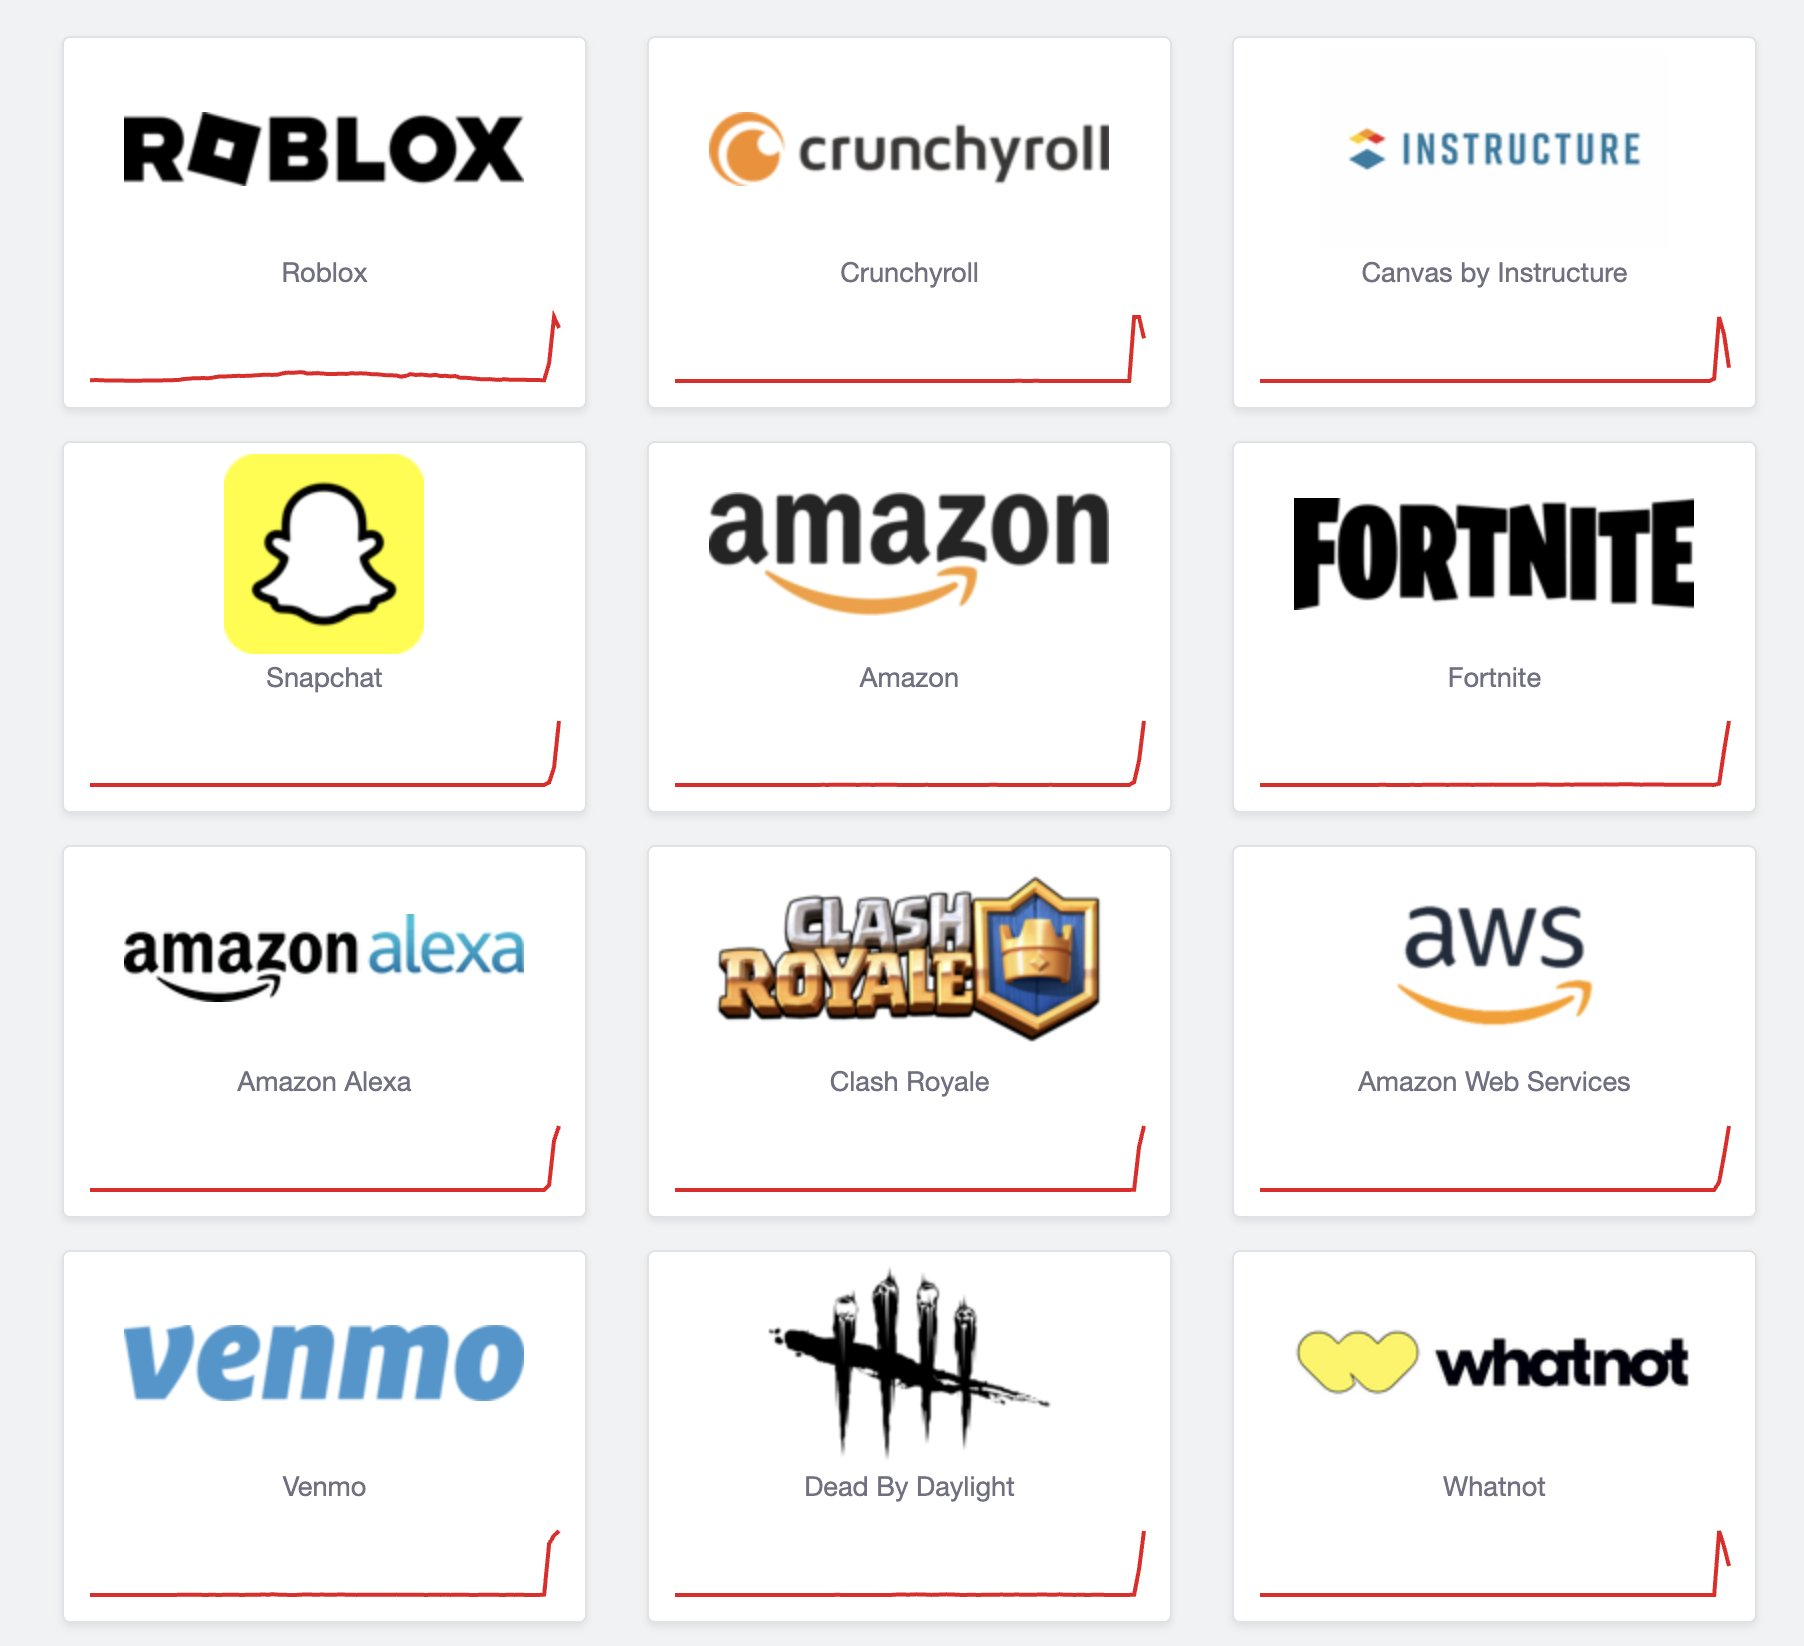 ROBLOX
crunchyroll
INSTRUCTURE
Roblox
Crunchyroll
Canvas by Instructure
amazon
FORTNITE
Snapchat
Amazon
Fortnite
amazon alexa
CLASH
ROYALE
aws
Amazon Alexa
Clash Royale
Amazon Web Services
venmo
whatnot
Venmo
Dead By Daylight
Whatnot